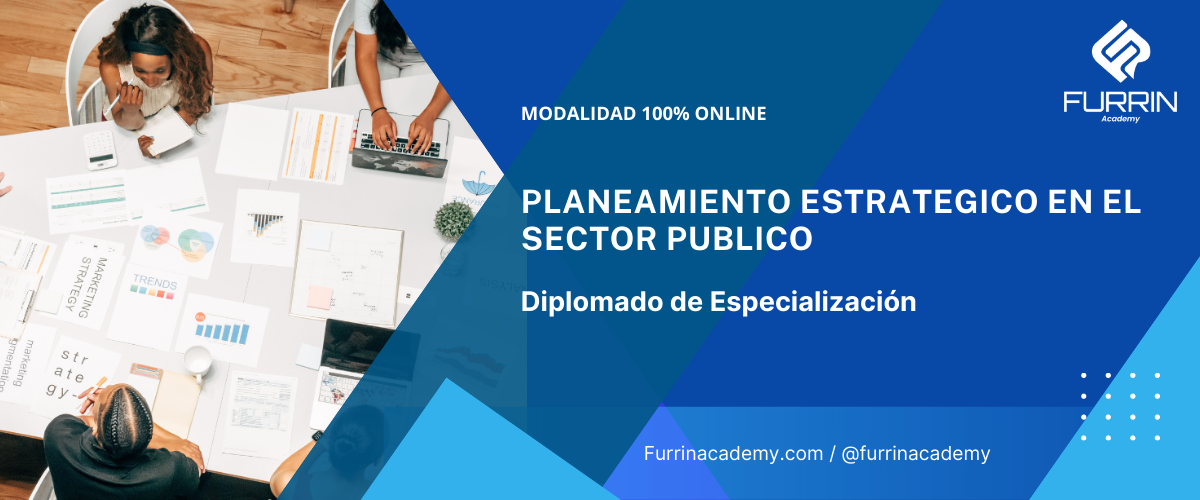 FURRIN
Academy
MODALIDAD 100% ONLINE
PLANEAMIENTO ESTRATEGICO EN EL
SECTOR PUBLICO
Diplomado de Especialización
Furrinacademy.com / @furrinacademy
MARKETING
STRATEGY
TRENDS
str
ate
gy-
marketing